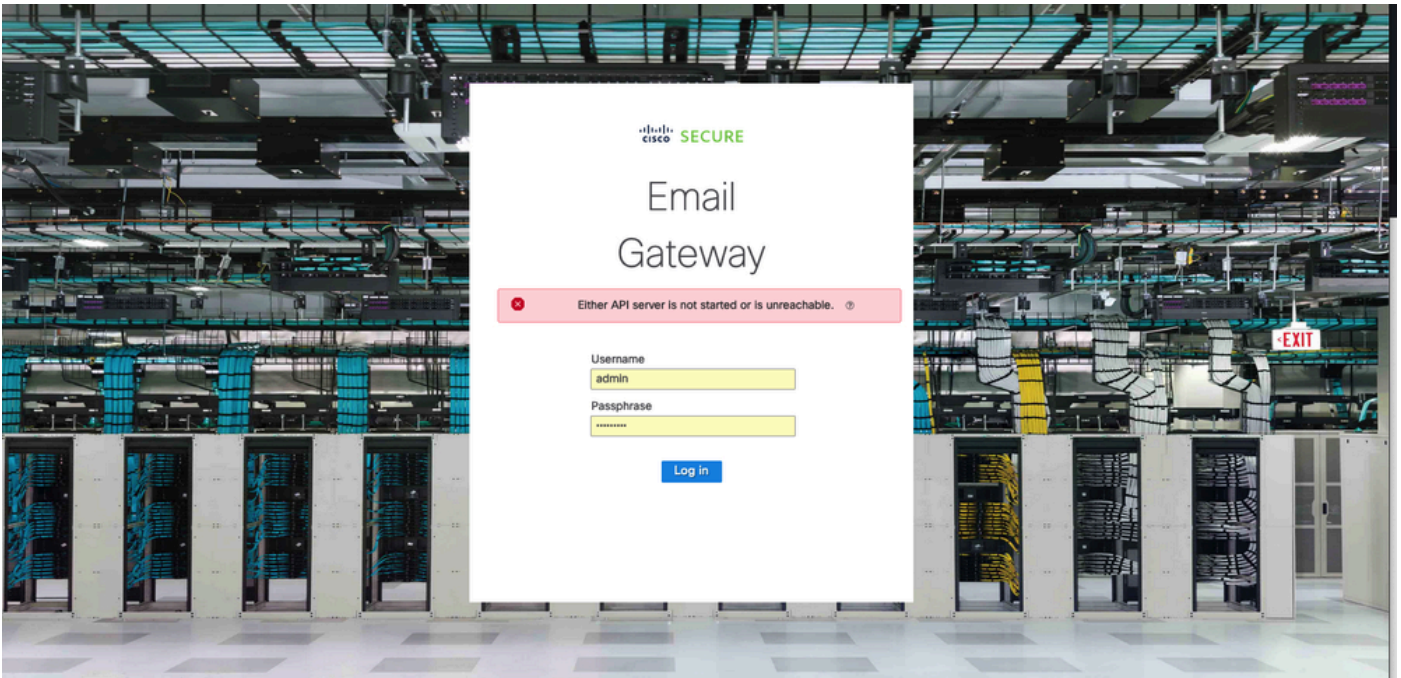 CISCO SECURE
Email
Gateway
Either API server is not started or is unreachable.
Username
admin
Passphrase
Log in
EXIT